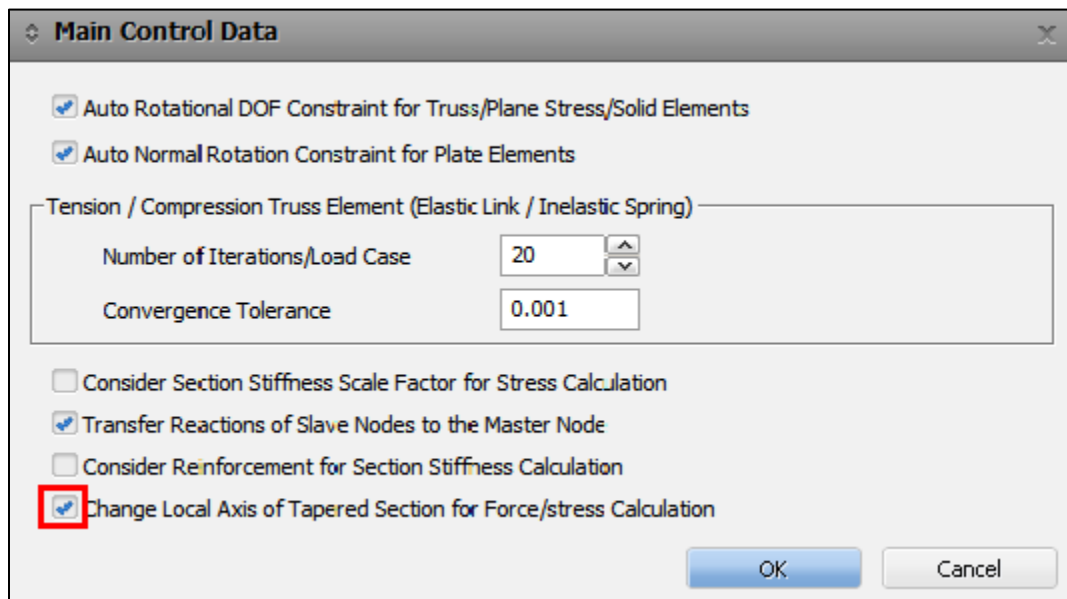 Main Control Data
Auto Rotational DOF Constraint for Truss/Plane Stress/Solid Elements
Auto Normal Rotation Constraint for Plate Elements
Tension / Compression Truss Element (Elastic Link / Inelastic Spring)
Number of Iterations/Load Case 20
Convergence Tolerance 0.001
Consider Section Stiffness Scale Factor for Stress Calculation
Transfer Reactions of Slave Nodes to the Master Node
Consider Reinforcement for Section Stiffness Calculation
Change Local Axis of Tapered Section for Force/stress Calculation
OK Cancel